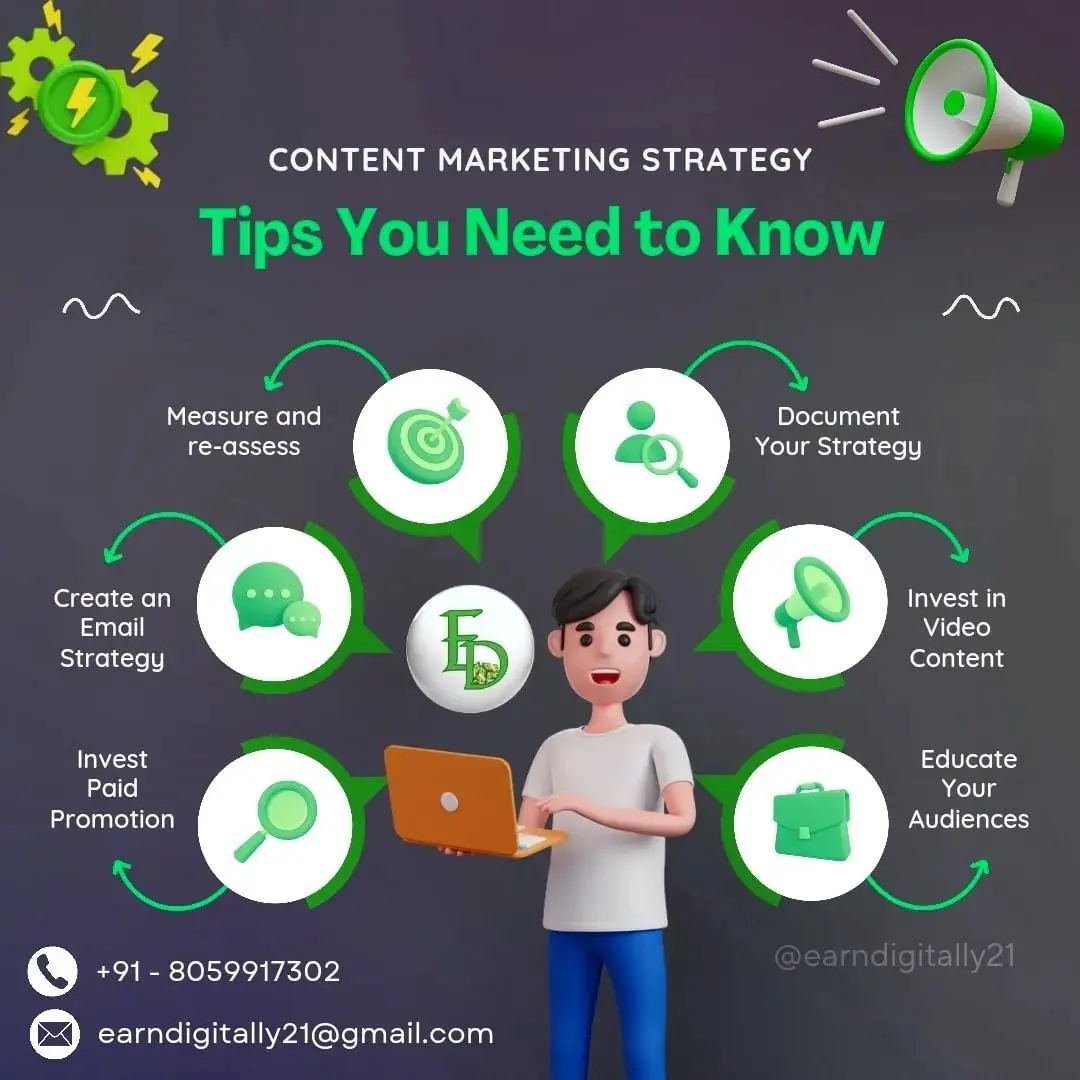 CONTENT MARKETING STRATEGY
Tips You Need to Know
Measure and
re-assess
Document
Your Strategy
Create an
Email
Strategy
Invest in
Video
Content
ED
Invest
Paid
Promotion
Educate
Your
Audiences
@earndigitally21
+91 - 8059917302
earndigitally21@gmail.com